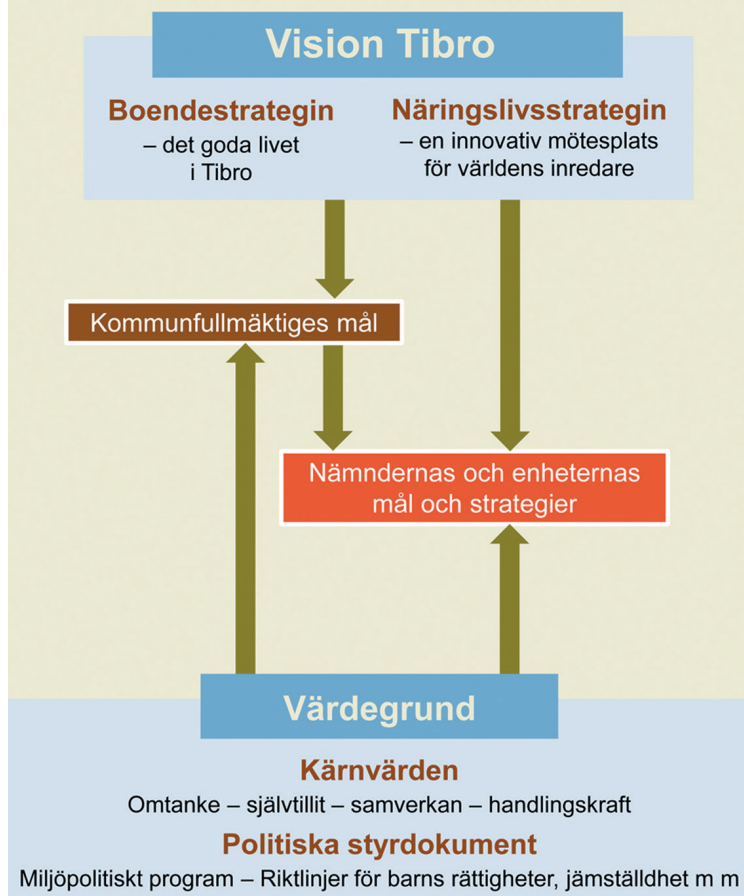 Vision Tibro
Boendestrategin
– det goda livet
i Tibro
Näringslivsstrategin
– en innovativ mötesplats
för världens inredare
Kommunfullmäktiges mål
Nämndernas och enheternas
mål och strategier
Värdegrund
Kärnvärden
Omtanke – självtillit – samverkan – handlingskraft
Politiska styrdokument
Miljöpolitiskt program – Riktlinjer för barns rättigheter, jämställdhet m m